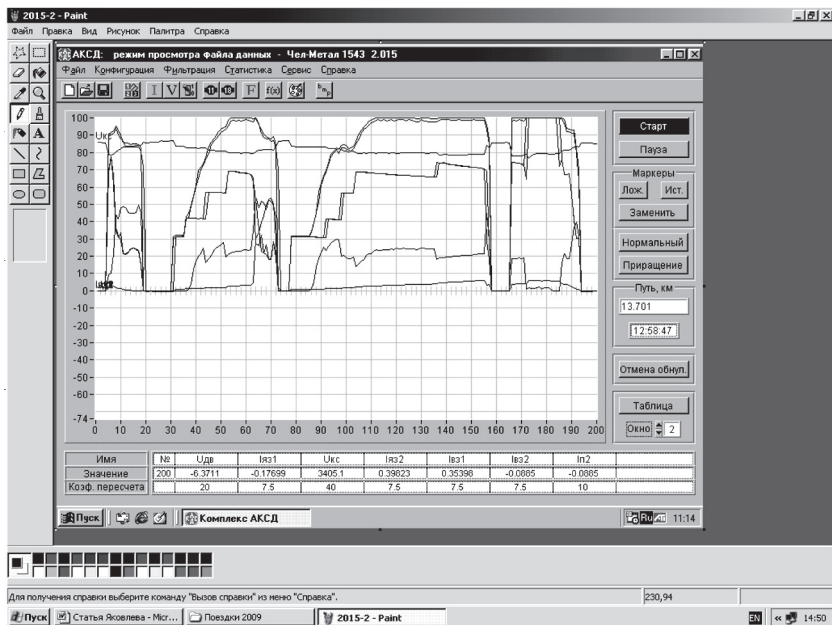 2015-2 - Paint
Файл Правка Вид Рисунок Палитра Справка
АКСД: режим просмотра файла данных - Чел-Метал 1543 2.015
Файл Конфигурация Фильтрация Статистика Сервис Справка
I V F f(x)
Старт
Пауза
Маркеры
Лож. Ист.
Заменить
Нормальный
Приращение
Путь, км
13.701
12:58:47
Отмена обнул.
Таблица
Окно 2
100
90
80
70
60
50
40
30
20
10
0
-10
-20
-30
-40
-50
-60
-74
0 10 20 30 40 50 60 70 80 90 100 110 120 130 140 150 160 170 180 190 200
Имя № Uдв Iяз1 Uкс Iяз2 Iвз1 Iвз2 Iп2
Значение 200 -6.3711 -0.17699 3405.1 0.39823 0.35398 -0.0885 -0.0885
Коэф. пересчета 20 7.5 40 7.5 7.5 7.5 10
Пуск Комплекс АКСД Ru 11:14
Для получения справки выберите команду "Вызов справки" из меню "Справка". 230,94
Пуск Статья Яковлева - Micr... Поездки 2009 2015-2 - Paint EN « 14:50